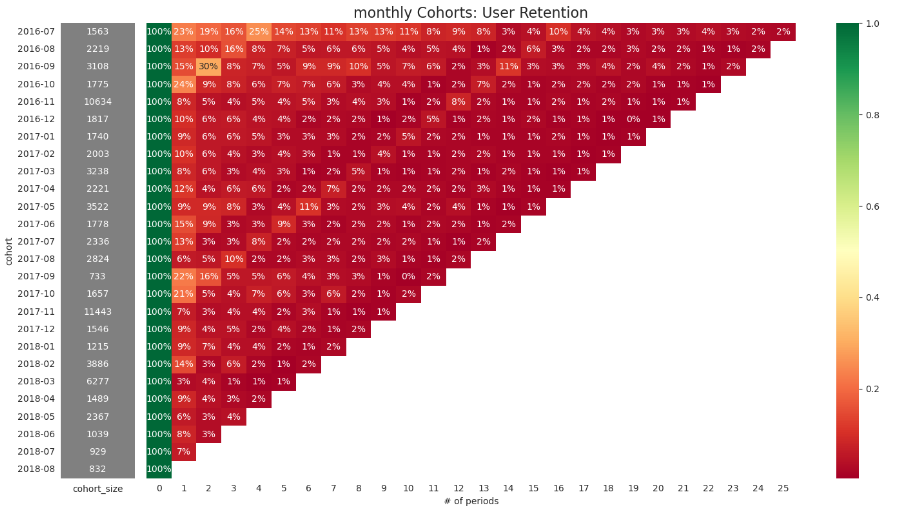 monthly Cohorts: User Retention
2016-07 1563 100% 23% 19% 16% 25% 14% 13% 11% 13% 13% 11% 8% 9% 8% 3% 4% 10% 4% 4% 3% 3% 3% 4% 3% 2% 2%
2016-08 2219 100% 13% 10% 16% 8% 7% 5% 6% 6% 5% 4% 5% 4% 1% 2% 6% 3% 2% 2% 3% 2% 2% 1% 2% 1%
2016-09 3108 100% 15% 30% 8% 7% 5% 9% 9% 10% 5% 7% 6% 2% 3% 11% 3% 3% 3% 4% 2% 4% 2% 1% 2%
2016-10 1775 100% 24% 9% 8% 6% 7% 7% 6% 3% 4% 4% 1% 2% 7% 2% 1% 2% 2% 2% 1% 1% 1% 1%
2016-11 10634 100% 8% 5% 4% 5% 4% 5% 3% 4% 3% 1% 2% 8% 2% 1% 1% 2% 1% 2% 1% 2% 1%
2016-12 1817 100% 10% 6% 6% 4% 4% 2% 2% 2% 1% 2% 5% 1% 1% 2% 1% 1% 1% 1% 0% 1%
2017-01 1740 100% 9% 6% 6% 5% 3% 3% 3% 2% 2% 5% 2% 2% 1% 1% 2% 1% 1% 1% 1%
2017-02 2003 100% 10% 6% 4% 3% 4% 3% 1% 1% 4% 1% 1% 1% 2% 2% 1% 1% 1% 1%
2017-03 3238 100% 8% 6% 3% 4% 3% 1% 2% 5% 1% 1% 1% 2% 2% 1% 2% 1% 1%
2017-04 2221 100% 12% 4% 6% 6% 2% 2% 7% 2% 2% 2% 2% 2% 3% 1% 1% 1%
2017-05 3522 100% 9% 9% 8% 3% 4% 11% 3% 2% 3% 4% 2% 4% 1% 1% 1%
2017-06 1778 100% 15% 9% 3% 3% 9% 3% 2% 2% 2% 1% 2% 2% 1% 2%
2017-07 2336 100% 13% 3% 3% 8% 2% 2% 2% 2% 2% 2% 1% 1% 2%
2017-08 2824 100% 6% 5% 10% 2% 2% 3% 3% 2% 3% 1% 1% 2%
2017-09 733 100% 22% 16% 5% 5% 6% 4% 3% 3% 1% 0% 2%
2017-10 1657 100% 21% 5% 4% 7% 6% 3% 6% 2% 1% 2%
2017-11 11443 100% 7% 3% 4% 4% 2% 3% 1% 1% 1%
2017-12 1546 100% 9% 4% 5% 2% 4% 2% 1% 2%
2018-01 1215 100% 9% 7% 4% 4% 2% 1% 2%
2018-02 3886 100% 14% 3% 6% 2% 1% 2%
2018-03 6277 100% 3% 4% 1% 1% 1%
2018-04 1489 100% 9% 4% 3% 2%
2018-05 2367 100% 6% 3% 4%
2018-06 1039 100% 8% 3%
2018-07 929 100% 7%
2018-08 832 100%
cohort
cohort_size 0 1 2 3 4 5 6 7 8 9 10 11 12 13 14 15 16 17 18 19 20 21 22 23 24 25
# of periods
1.0
0.8
0.6
0.4
0.2